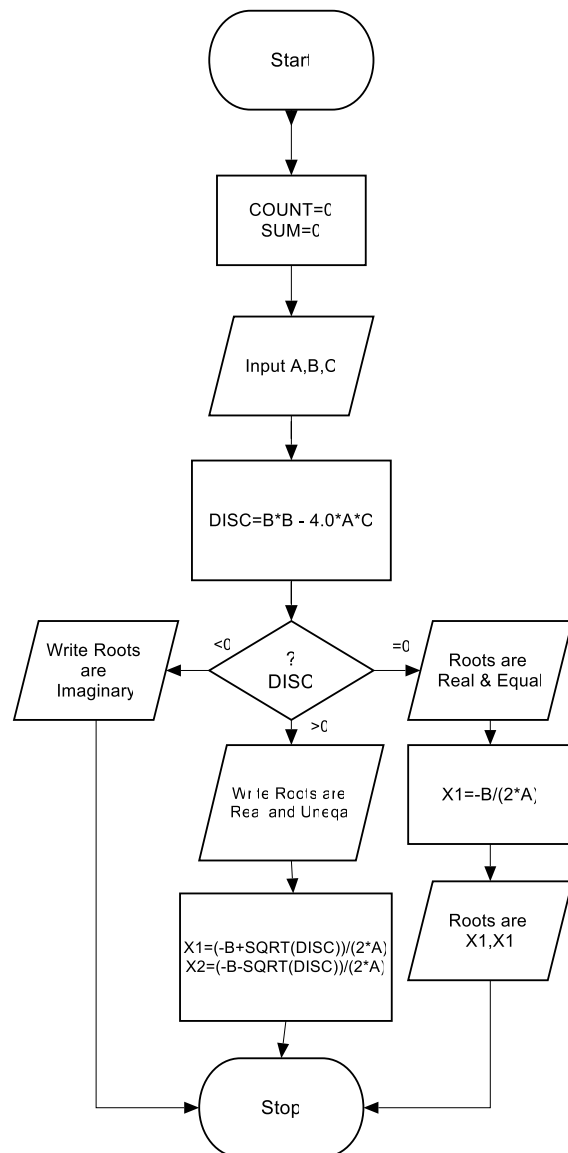 Start
COUNT=0
SUM=0
Input A,B,C
DISC=B*B - 4.0*A*C
<0
?
DISC
=0
>0
Write Roots
are
Imaginary
Roots are
Real & Equal
Write Roots are
Real and Uneqa
X1=-B/(2*A)
X1=(-B+SQRT(DISC))/(2*A)
X2=(-B-SQRT(DISC))/(2*A)
Roots are
X1,X1
Stop